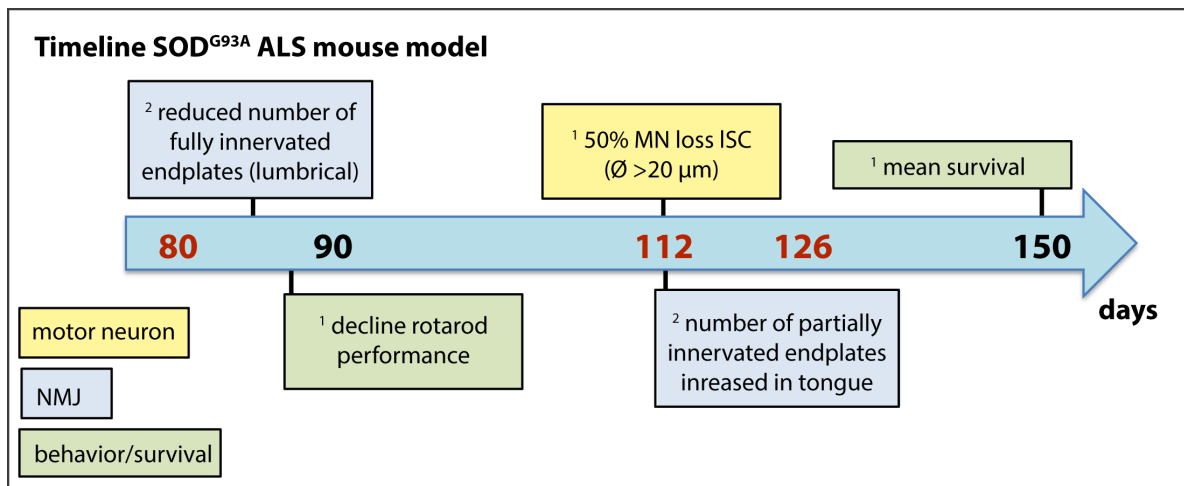 Timeline SOD^G93A ALS mouse model
² reduced number of
fully innervated
endplates (lumbrical)
¹ 50% MN loss lSC
(Ø >20 µm)
¹ mean survival
80
90
112
126
150
days
¹ decline rotarod
performance
² number of partially
innervated endplates
inreased in tongue
motor neuron
NMJ
behavior/survival